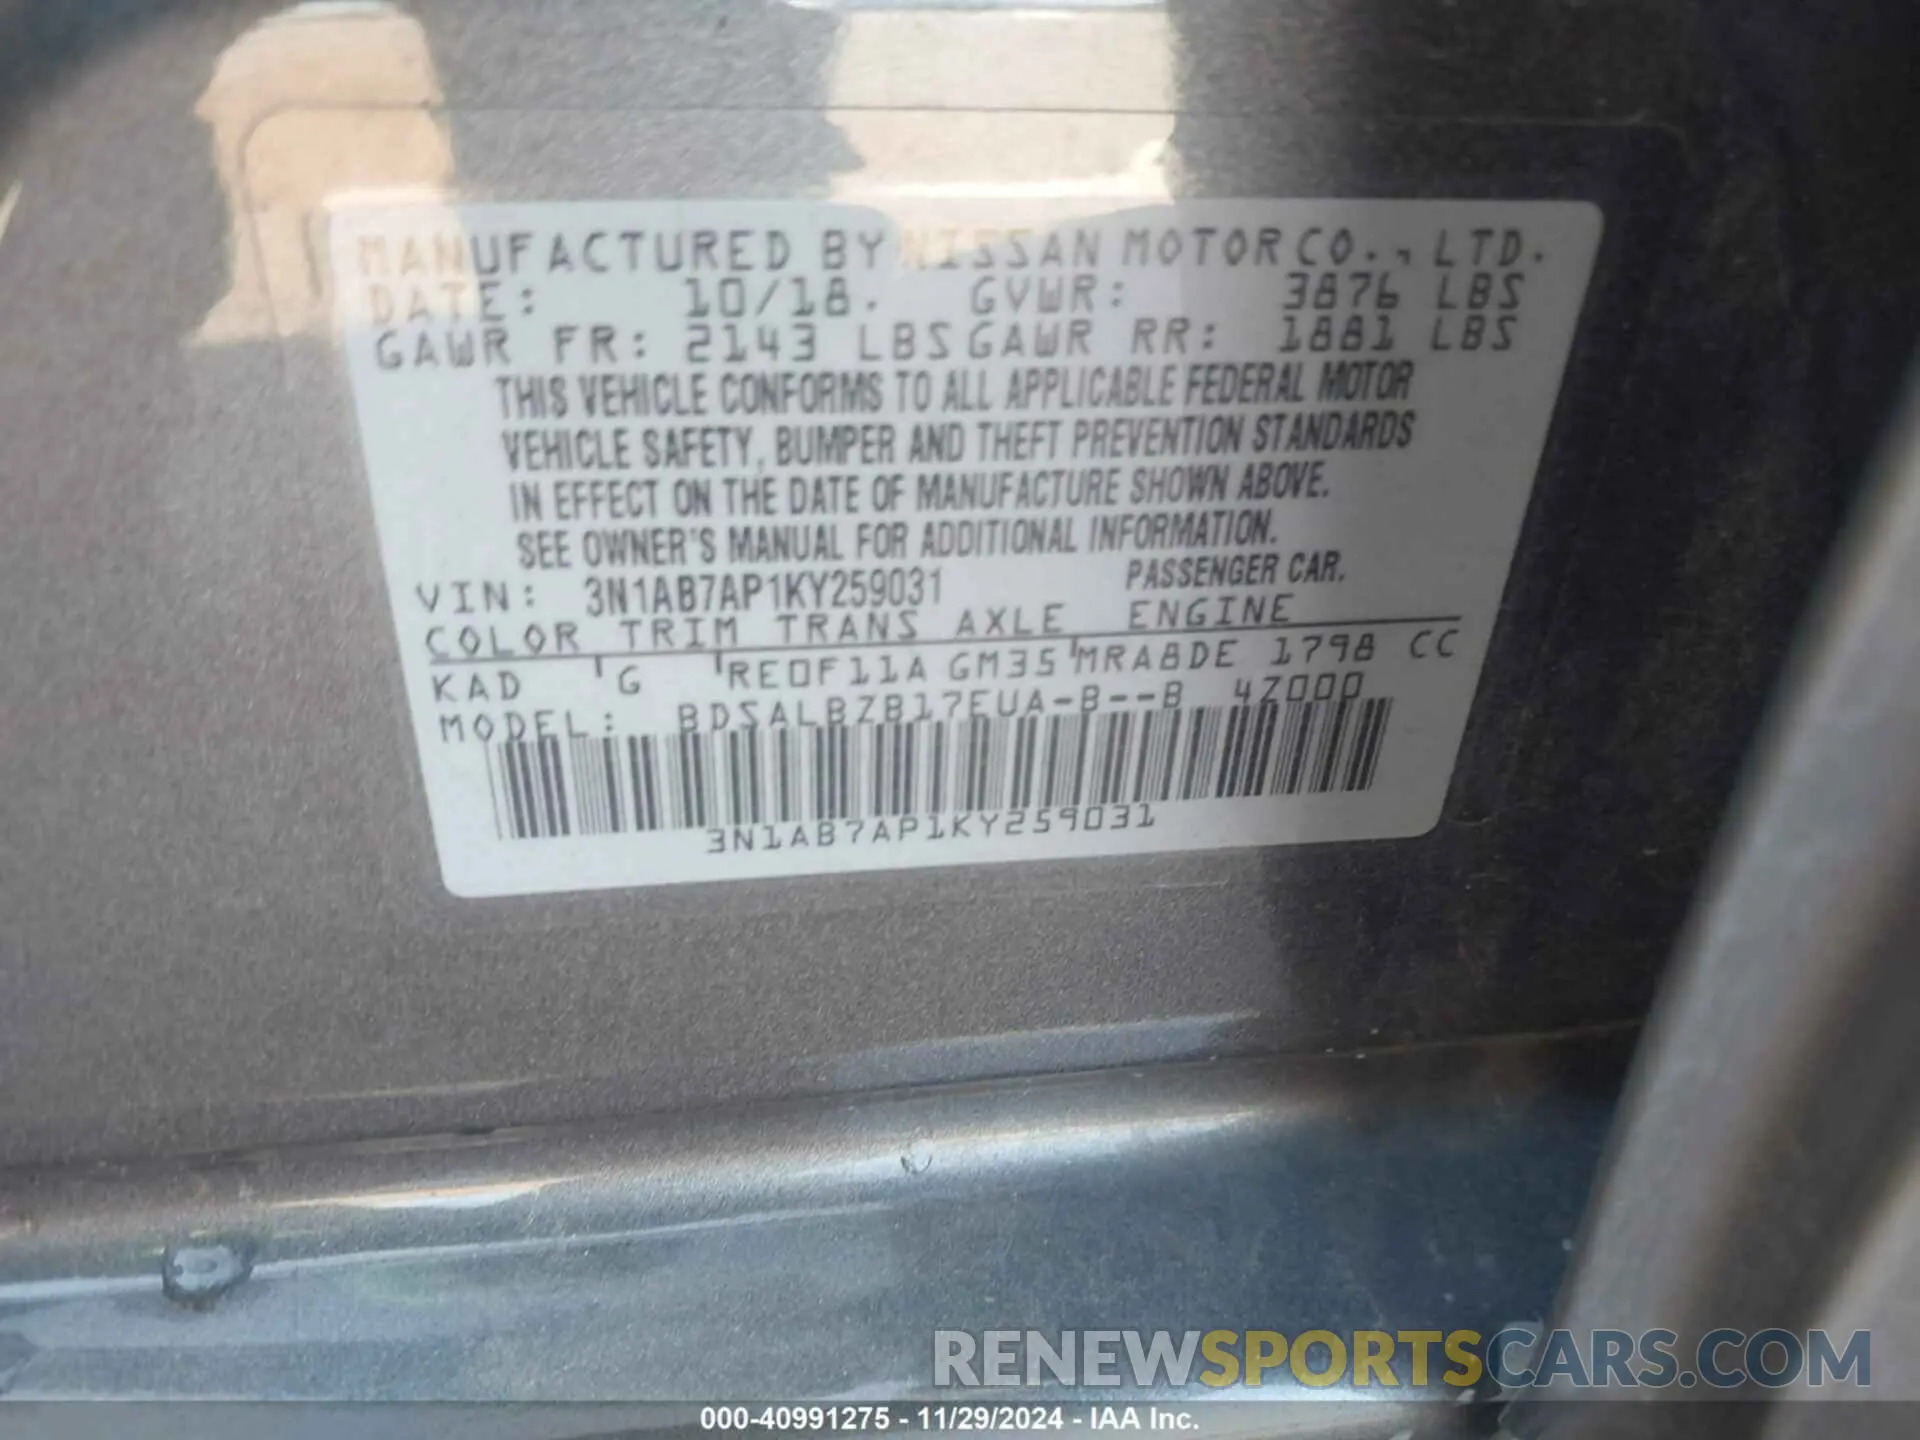 MANUFACTURED BY NISSAN MOTOR CO., LTD.
DATE: 10/18. GVWR: 3876 LBS
GAWR FR: 2143 LBS GAWR RR: 1881 LBS
THIS VEHICLE CONFORMS TO ALL APPLICABLE FEDERAL MOTOR
VEHICLE SAFETY, BUMPER AND THEFT PREVENTION STANDARDS
IN EFFECT ON THE DATE OF MANUFACTURE SHOWN ABOVE.
SEE OWNER'S MANUAL FOR ADDITIONAL INFORMATION.
VIN: 3N1AB7AP1KY259031 PASSENGER CAR.
COLOR TRIM TRANS AXLE ENGINE
KAD G RE0F11A GM35 MRA8DE 1798 CC
MODEL: BDSALBZB17EUA-B--B 4Z000
3N1AB7AP1KY259031
RENEWSPORTSCARS.COM
000-40991275 - 11/29/2024 - IAA Inc.